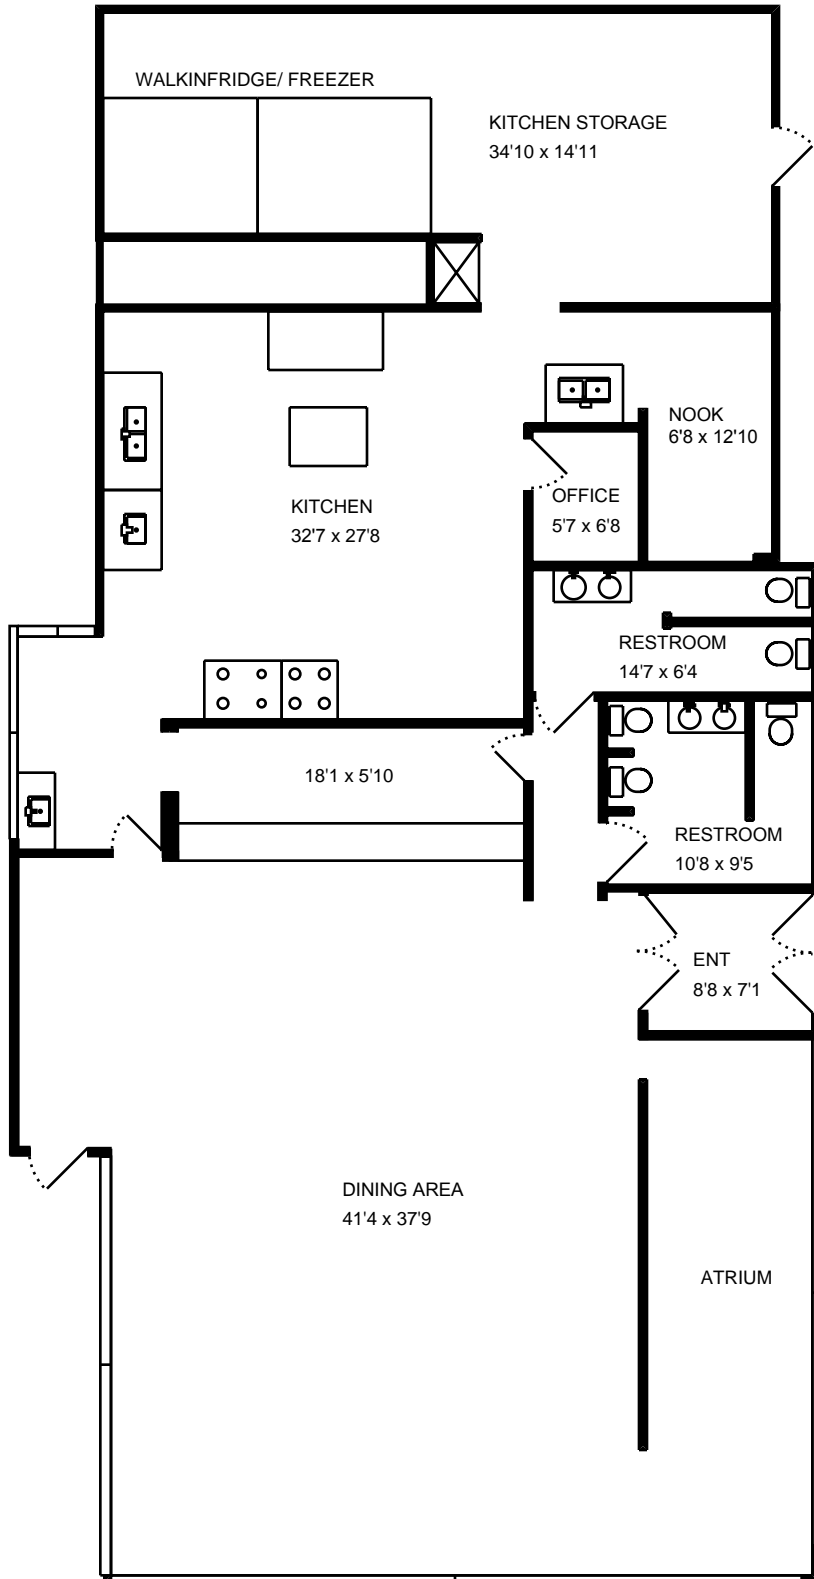 WALKINFRIDGE/ FREEZER
KITCHEN STORAGE
34'10 x 14'11
NOOK
6'8 x 12'10
KITCHEN
32'7 x 27'8
OFFICE
5'7 x 6'8
RESTROOM
14'7 x 6'4
18'1 x 5'10
RESTROOM
10'8 x 9'5
ENT
8'8 x 7'1
DINING AREA
41'4 x 37'9
ATRIUM